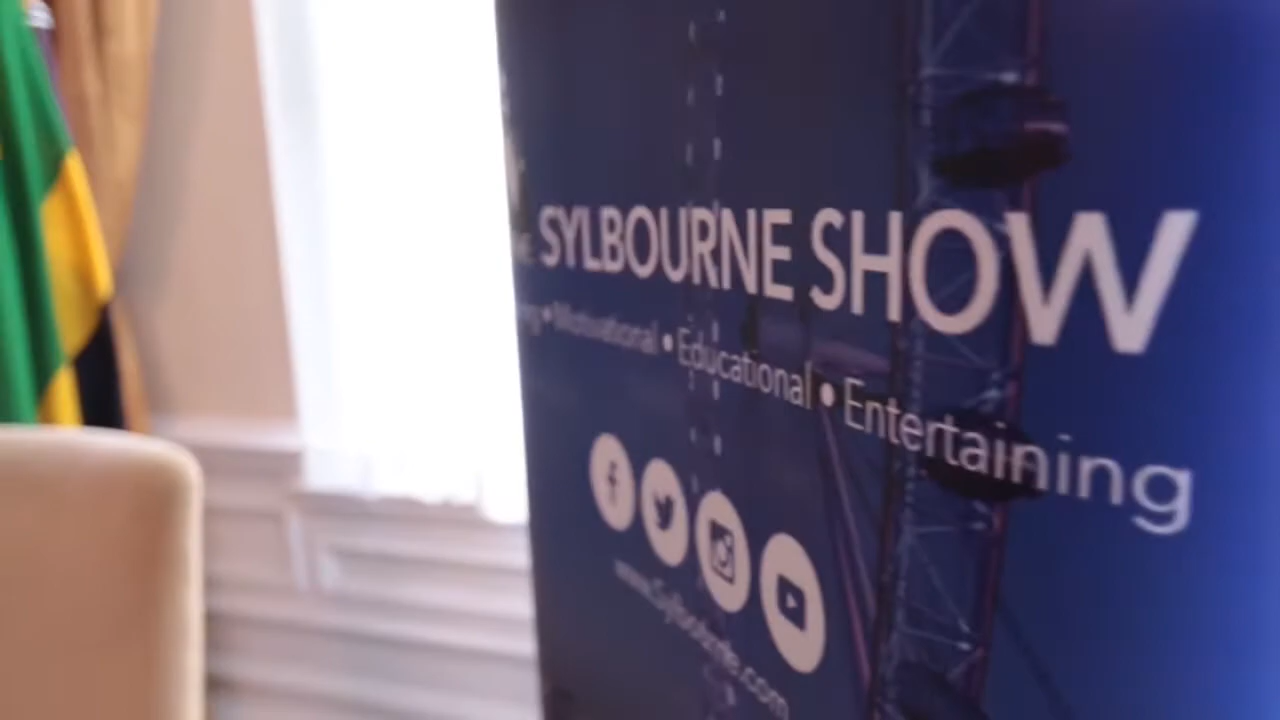 SYLBOURNE SHOW
• Motivational • Educational • Entertaining